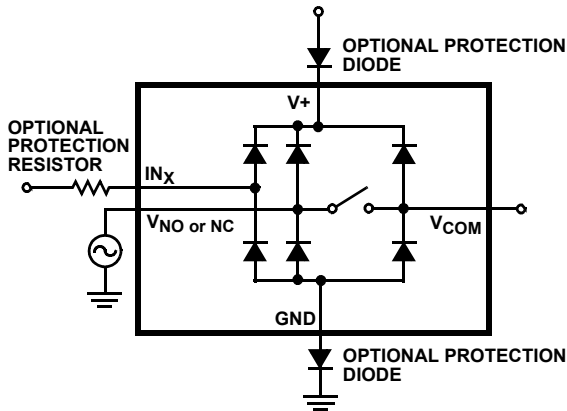 OPTIONAL PROTECTION
DIODE
V+
OPTIONAL
PROTECTION
RESISTOR
INX
VNO or NC
VCOM
GND
OPTIONAL PROTECTION
DIODE